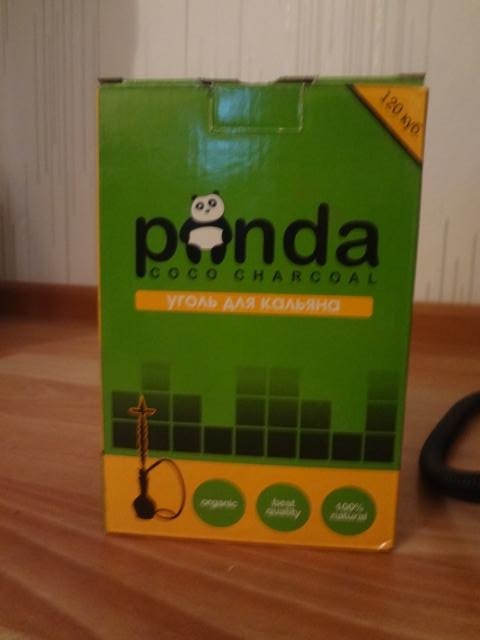 120 куб
panda
COCO CHARCOAL
уголь для кальяна
organic
best
quality
100%
natural